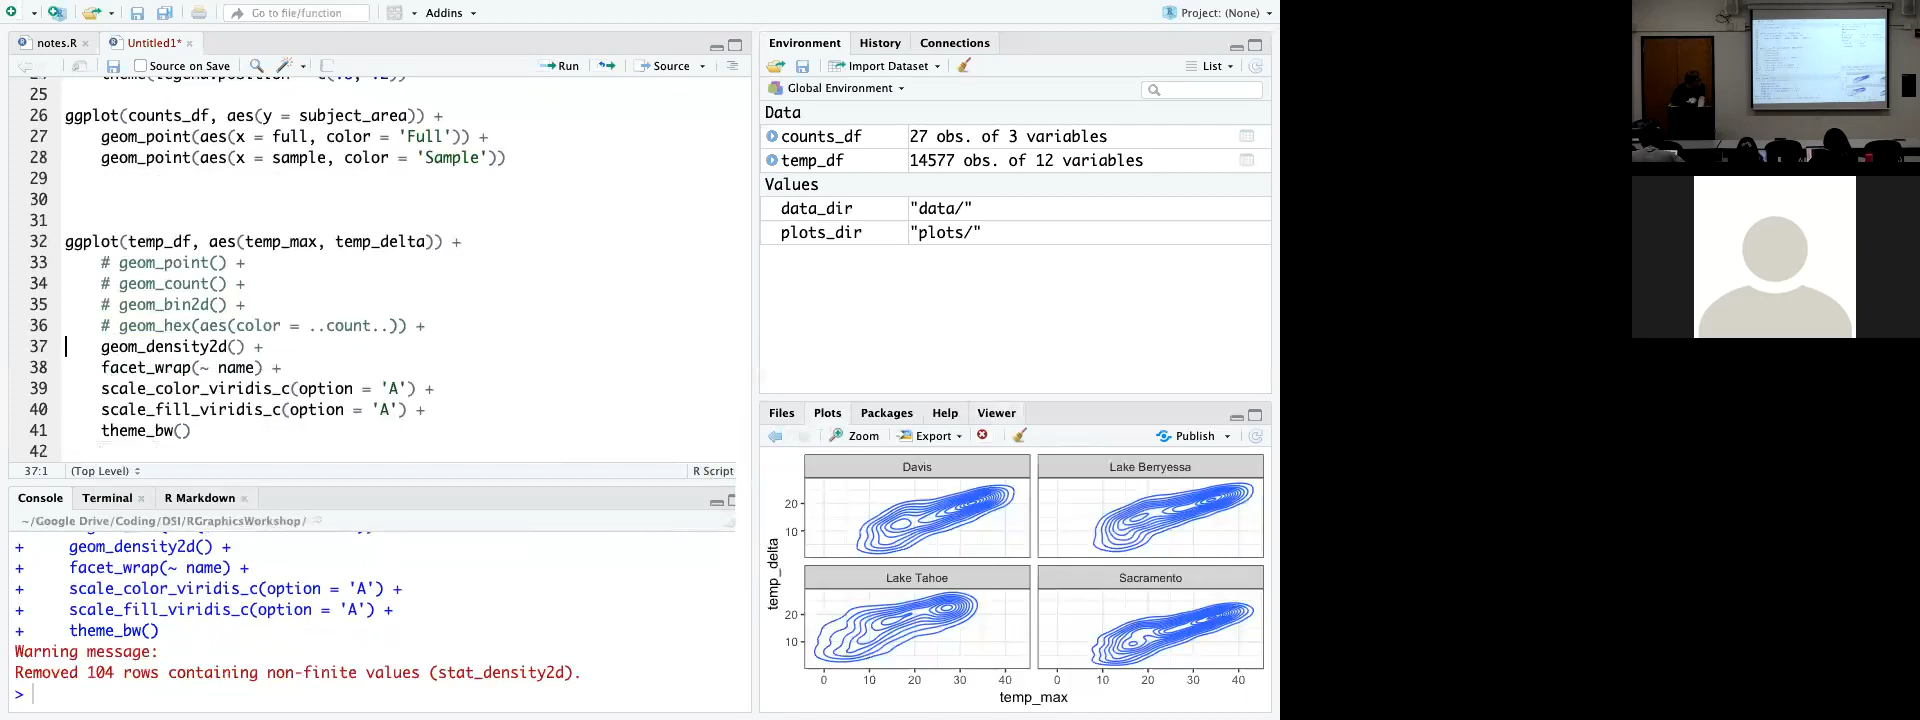 Go to file/function
Addins
Project: (None)
notes.R
Untitled1*
Source on Save
Run
Source
25
26 ggplot(counts_df, aes(y = subject_area)) +
27 geom_point(aes(x = full, color = 'Full')) +
28 geom_point(aes(x = sample, color = 'Sample'))
29
30
31
32 ggplot(temp_df, aes(temp_max, temp_delta)) +
33 # geom_point() +
34 # geom_count() +
35 # geom_bin2d() +
36 # geom_hex(aes(color = ..count..)) +
37 geom_density2d() +
38 facet_wrap(~ name) +
39 scale_color_viridis_c(option = 'A') +
40 scale_fill_viridis_c(option = 'A') +
41 theme_bw()
42
37:1 (Top Level) R Script
Console Terminal R Markdown
~/Google Drive/Coding/DSI/RGraphicsWorkshop/
+ geom_density2d() +
+ facet_wrap(~ name) +
+ scale_color_viridis_c(option = 'A') +
+ scale_fill_viridis_c(option = 'A') +
+ theme_bw()
Warning message:
Removed 104 rows containing non-finite values (stat_density2d).
>
Environment History Connections
Import Dataset List
Global Environment
Data
counts_df 27 obs. of 3 variables
temp_df 14577 obs. of 12 variables
Values
data_dir "data/"
plots_dir "plots/"
Files Plots Packages Help Viewer
Zoom Export Publish
Davis Lake Berryessa
20
10
Lake Tahoe Sacramento
20
10
0 10 20 30 40 0 10 20 30 40
temp_max
temp_delta